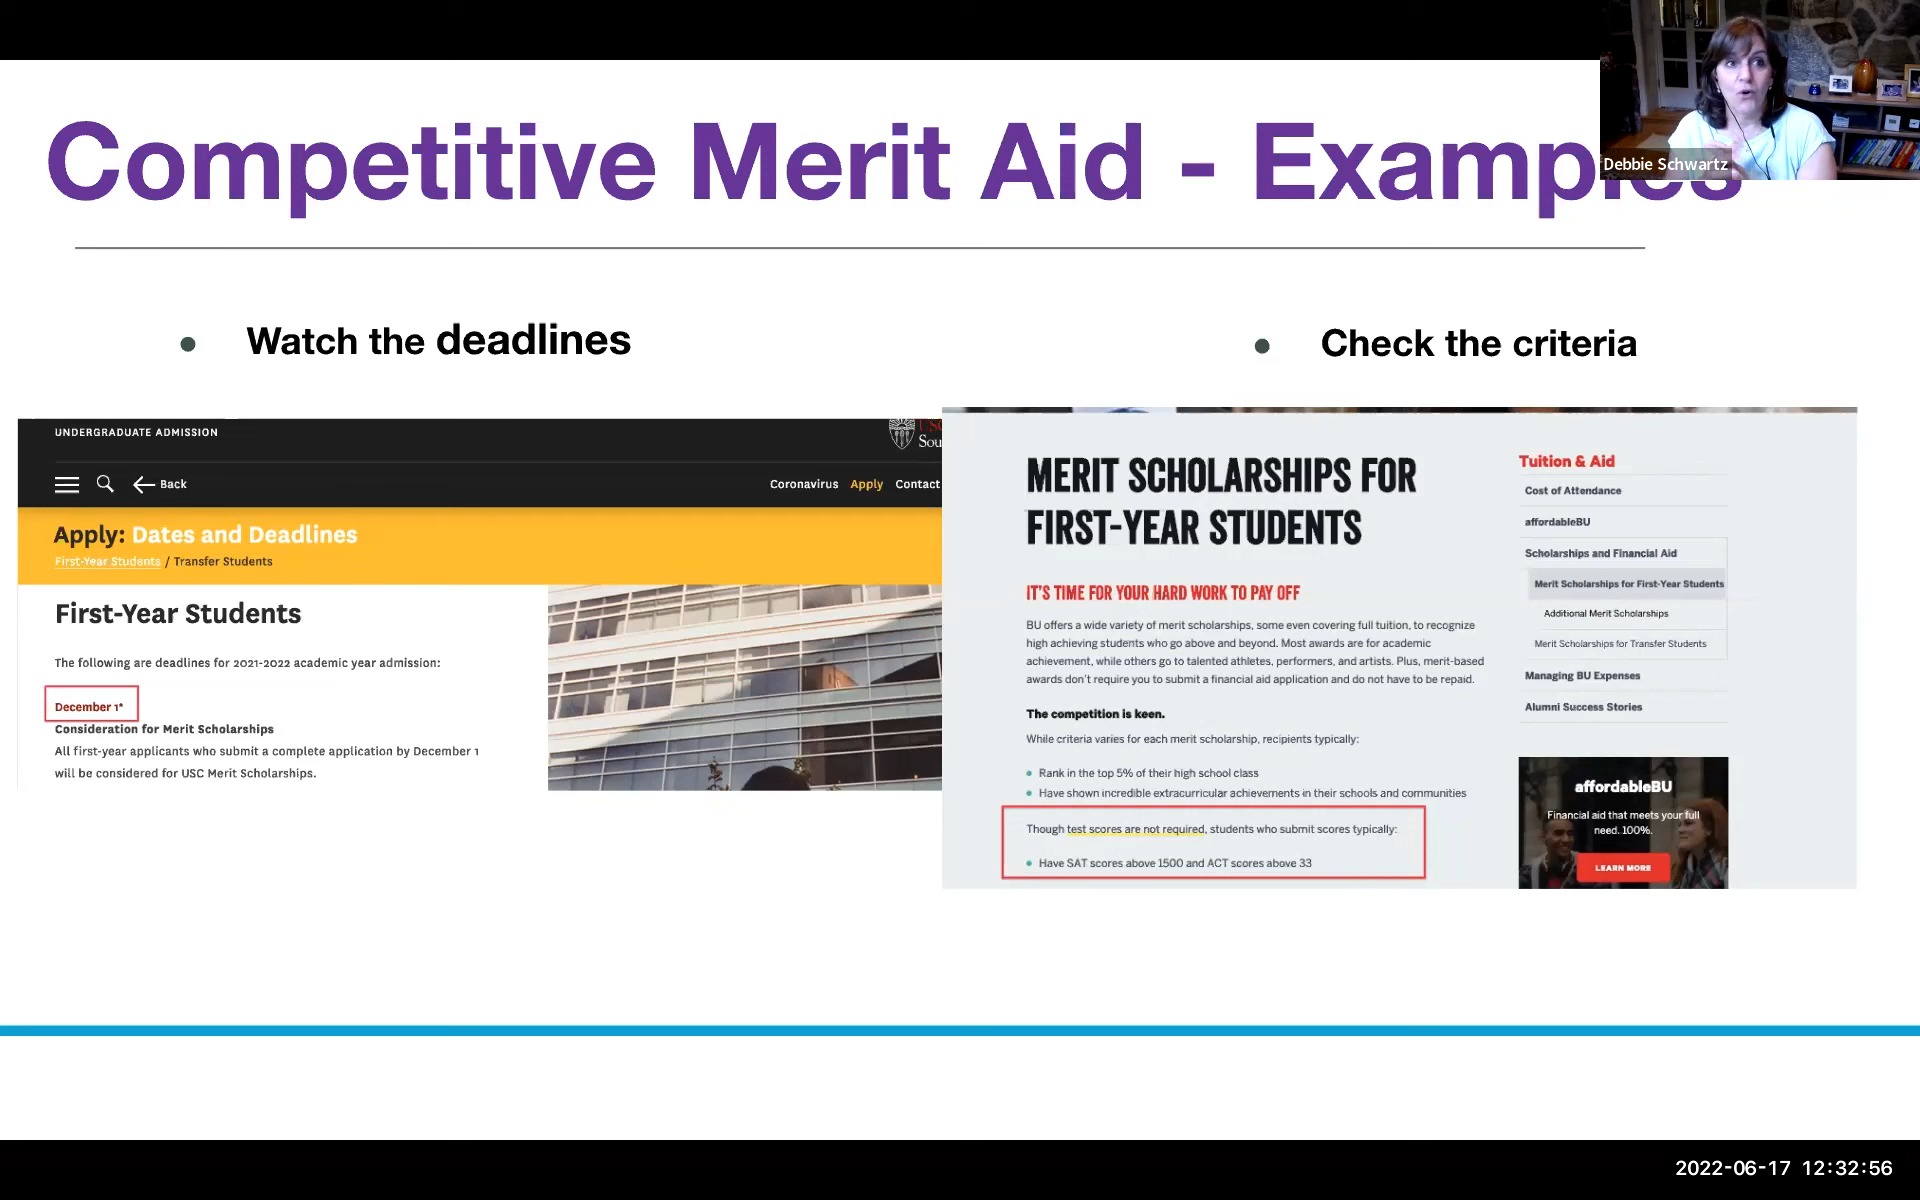 Competitive Merit Aid - Examples
Debbie Schwartz
Watch the deadlines
Check the criteria
UNDERGRADUATE ADMISSION
Back
Coronavirus Apply Contact
Apply: Dates and Deadlines
First-Year Students / Transfer Students
First-Year Students
The following are deadlines for 2021-2022 academic year admission:
December 1*
Consideration for Merit Scholarships
All first-year applicants who submit a complete application by December 1
will be considered for USC Merit Scholarships.
MERIT SCHOLARSHIPS FOR
FIRST-YEAR STUDENTS
IT'S TIME FOR YOUR HARD WORK TO PAY OFF
BU offers a wide variety of merit scholarships, some even covering full tuition, to recognize
high achieving students who go above and beyond. Most awards are for academic
achievement, while others go to talented athletes, performers, and artists. Plus, merit-based
awards don't require you to submit a financial aid application and do not have to be repaid.
The competition is keen.
While criteria varies for each merit scholarship, recipients typically:
Rank in the top 5% of their high school class
Have shown incredible extracurricular achievements in their schools and communities
Though test scores are not required, students who submit scores typically:
Have SAT scores above 1500 and ACT scores above 33
Tuition & Aid
Cost of Attendance
affordableBU
Scholarships and Financial Aid
Merit Scholarships for First-Year Students
Additional Merit Scholarships
Merit Scholarships for Transfer Students
Managing BU Expenses
Alumni Success Stories
affordableBU
Financial aid that meets your full
need. 100%.
LEARN MORE
2022-06-17 12:32:56